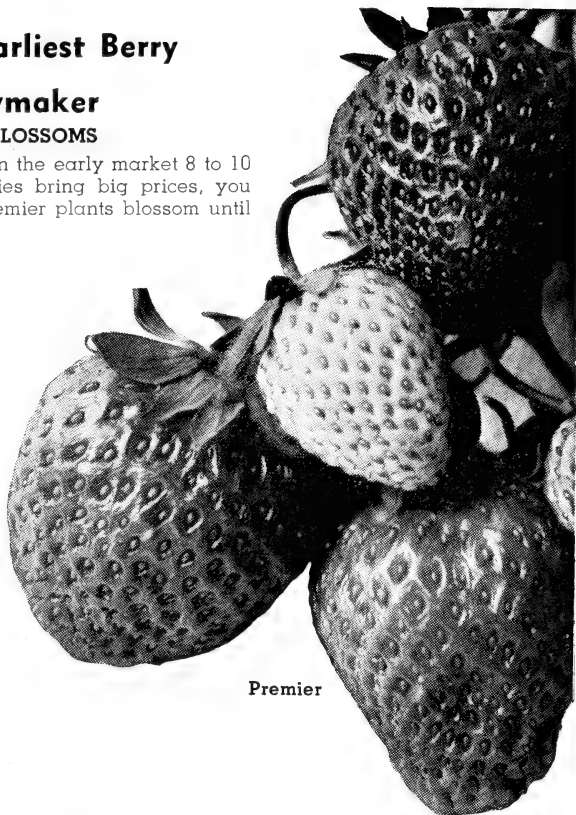 arliest Berry
ymaker
LOSSOMS
n the early market 8 to 10
ies bring big prices, you
emier plants blossom until
Premier